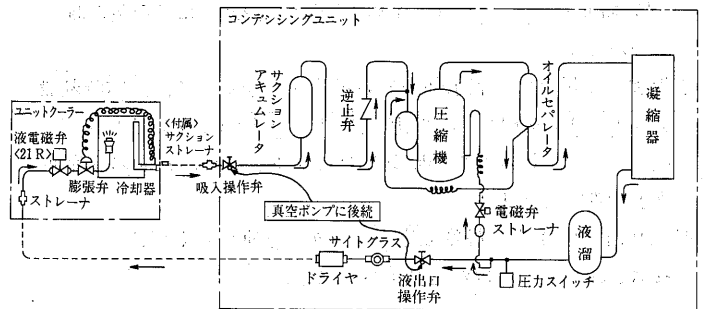 コンデンシングユニット
サクション
アキュムレータ
逆止弁
圧縮機
オイルセパレータ
凝縮器
ユニットクーラー
液電磁弁
<21R>
<付属>
サクション
ストレーナ
膨張弁
冷却器
ストレーナ
吸入操作弁
真空ポンプに後続
電磁弁
ストレーナ
液溜
サイトグラス
ドライヤ
液出口
操作弁
圧力スイッチ